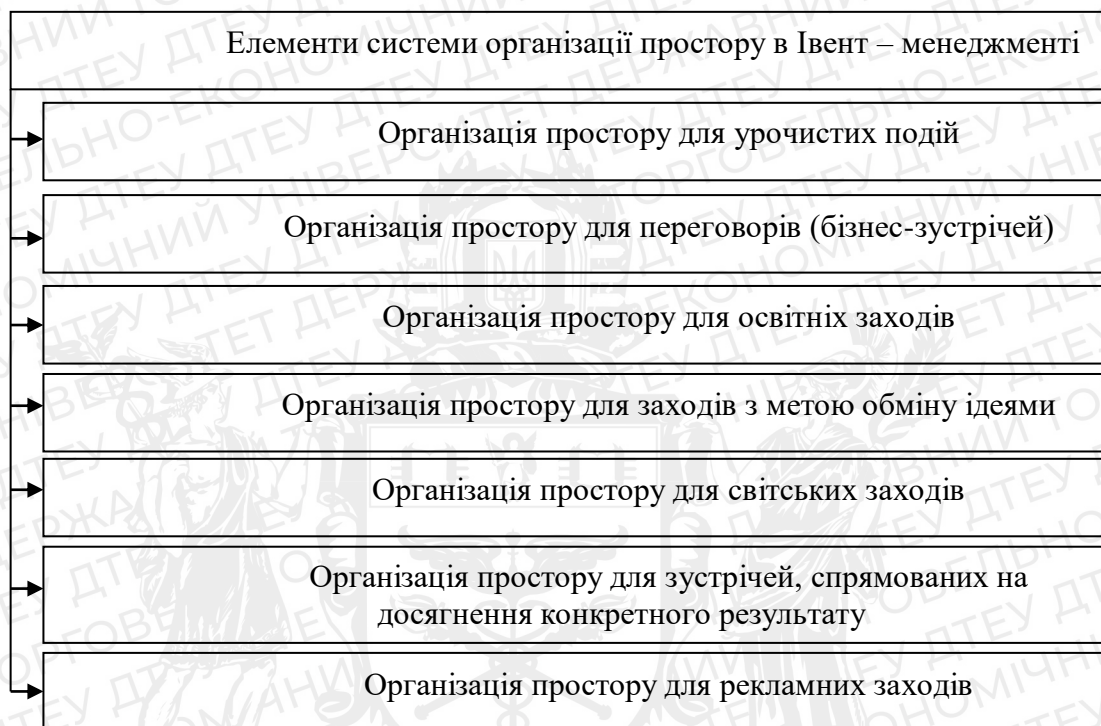 Елементи системи організації простору в Івент – менеджменті
Організація простору для урочистих подій
Організація простору для переговорів (бізнес-зустрічей)
Організація простору для освітніх заходів
Організація простору для заходів з метою обміну ідеями
Організація простору для світських заходів
Організація простору для зустрічей, спрямованих на
досягнення конкретного результату
Організація простору для рекламних заходів